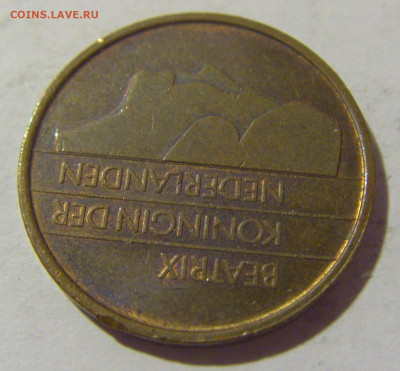 COINS.LAVE.RU
BEATRIX
KONINGIN DER
NEDERLANDEN